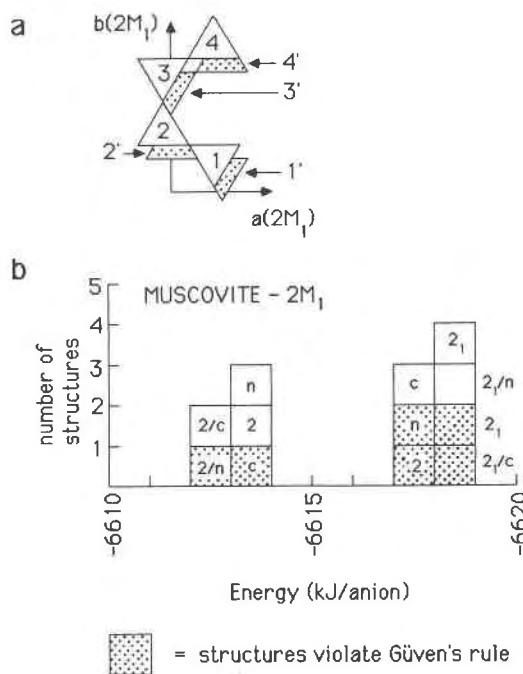 a
b(2M₁)
4
4'
3
3'
2
2'
1
1'
a(2M₁)
b
MUSCOVITE - 2M₁
number of
structures
5
4
3
2
1
2₁
n
c
2₁/n
2/c
2
n
2₁
2/n
c
.2
2₁/c
-6610
-6615
-6620
Energy (kJ/anion)
= structures violate Güven's rule